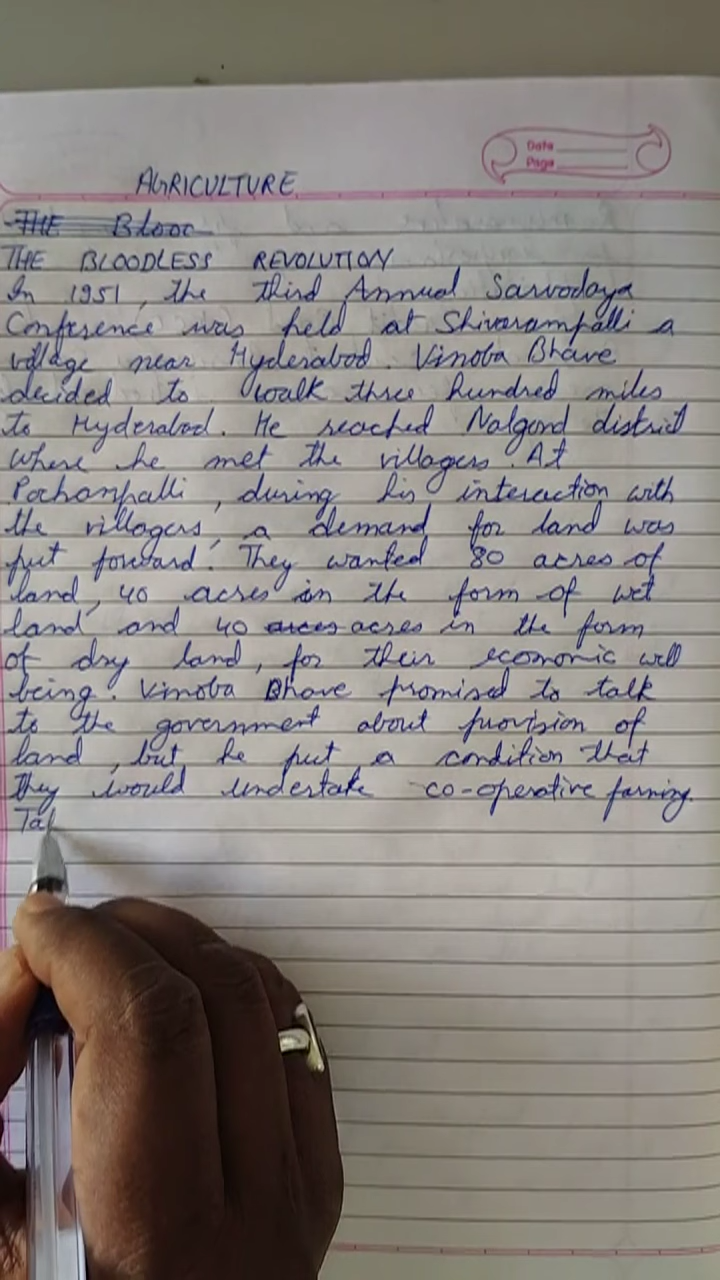 Date
Page
AGRICULTURE
THE Blooc
THE BLOODLESS REVOLUTION
In 1951, the third Annual Sarvodaya
Conference was held at Shivarampalli a
village near Hyderabad. Vinoba Bhave
decided to walk three hundred miles
to Hyderabad. He reached Nalgond district
where he met the villagers. At
Pochampalli, during his interaction with
the villagers, a demand for land was
put forward. They wanted 80 acres of
land, 40 acres in the form of wet
land and 40 acres acres in the form
of dry land, for their economic well
being. Vinoba Bhave promised to talk
to the government about provision of
land, but he put a condition that
they would undertake co-operative farming.